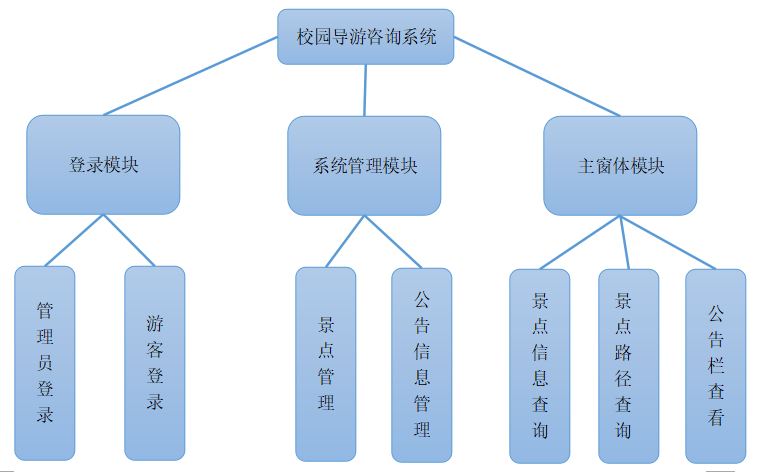 校园导游咨询系统
登录模块
系统管理模块
主窗体模块
管理员登录
游客登录
景点管理
公告信息管理
景点信息查询
景点路径查询
公告栏查看